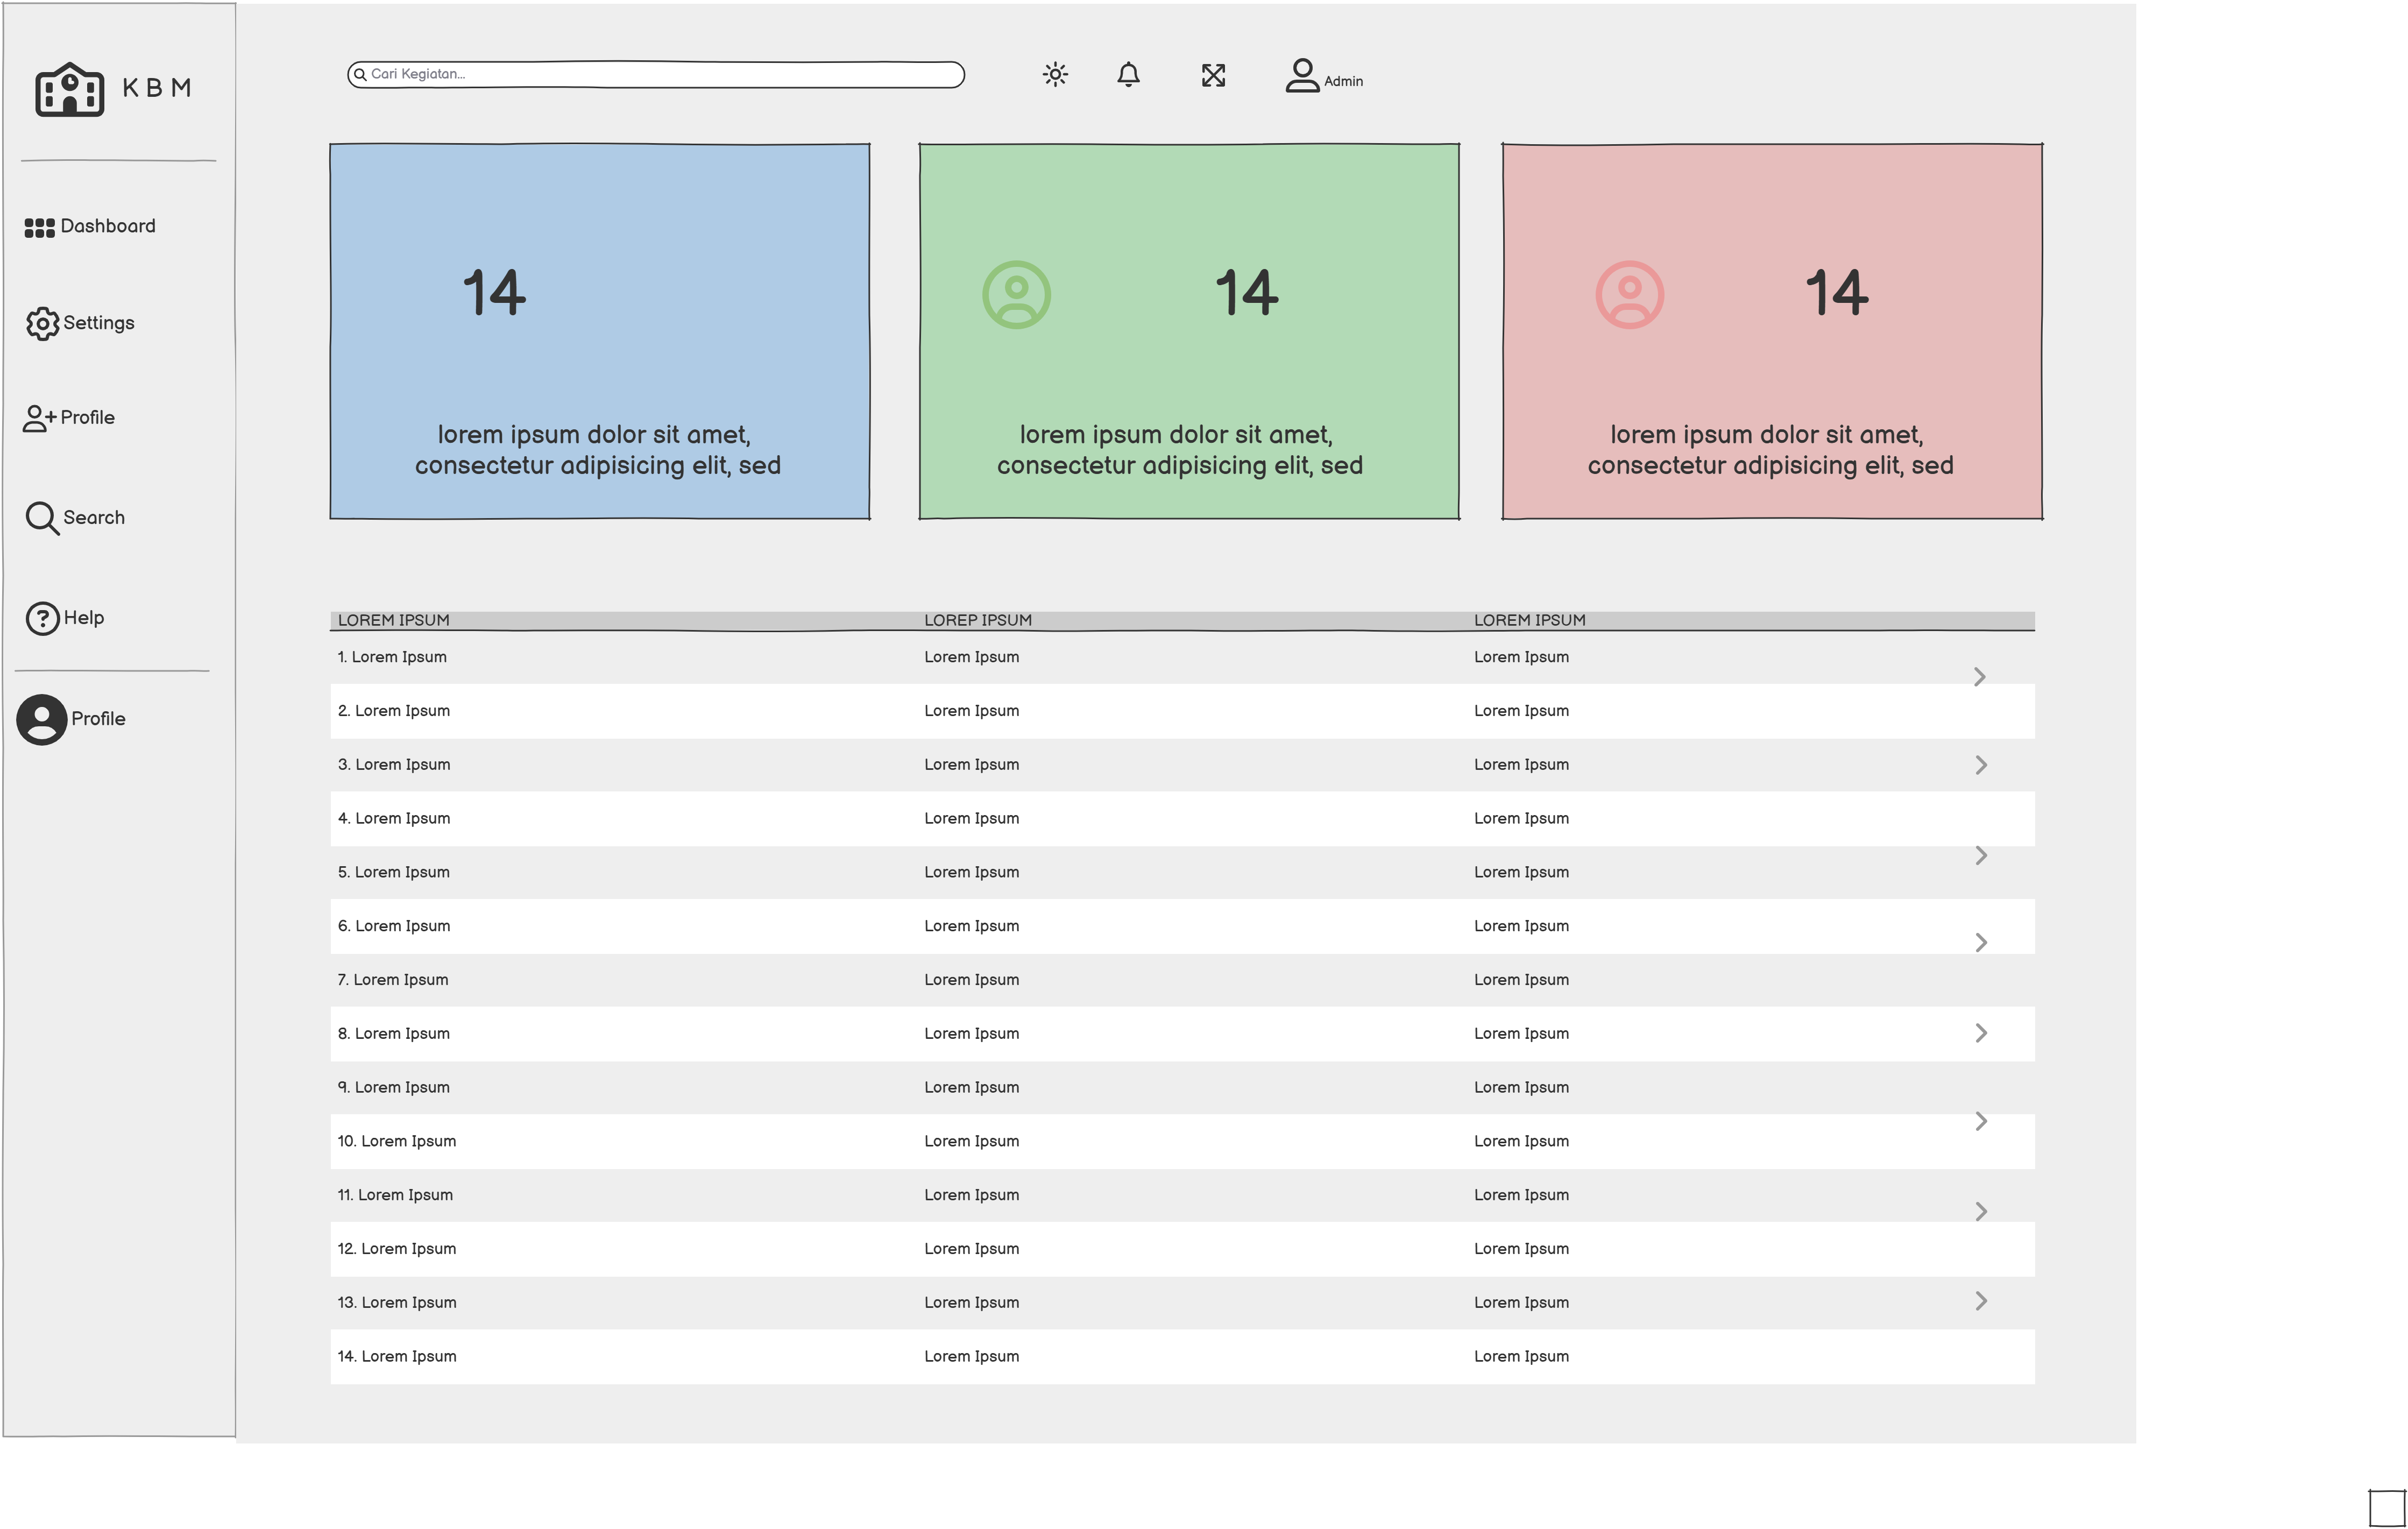 K B M
Dashboard
Settings
Profile
Search
Help
Profile
Cari Kegiatan...
Admin
14
lorem ipsum dolor sit amet,
consectetur adipisicing elit, sed
14
lorem ipsum dolor sit amet,
consectetur adipisicing elit, sed
14
lorem ipsum dolor sit amet,
consectetur adipisicing elit, sed
LOREM IPSUM LOREP IPSUM LOREM IPSUM
1. Lorem Ipsum Lorem Ipsum Lorem Ipsum
2. Lorem Ipsum Lorem Ipsum Lorem Ipsum
3. Lorem Ipsum Lorem Ipsum Lorem Ipsum
4. Lorem Ipsum Lorem Ipsum Lorem Ipsum
5. Lorem Ipsum Lorem Ipsum Lorem Ipsum
6. Lorem Ipsum Lorem Ipsum Lorem Ipsum
7. Lorem Ipsum Lorem Ipsum Lorem Ipsum
8. Lorem Ipsum Lorem Ipsum Lorem Ipsum
9. Lorem Ipsum Lorem Ipsum Lorem Ipsum
10. Lorem Ipsum Lorem Ipsum Lorem Ipsum
11. Lorem Ipsum Lorem Ipsum Lorem Ipsum
12. Lorem Ipsum Lorem Ipsum Lorem Ipsum
13. Lorem Ipsum Lorem Ipsum Lorem Ipsum
14. Lorem Ipsum Lorem Ipsum Lorem Ipsum